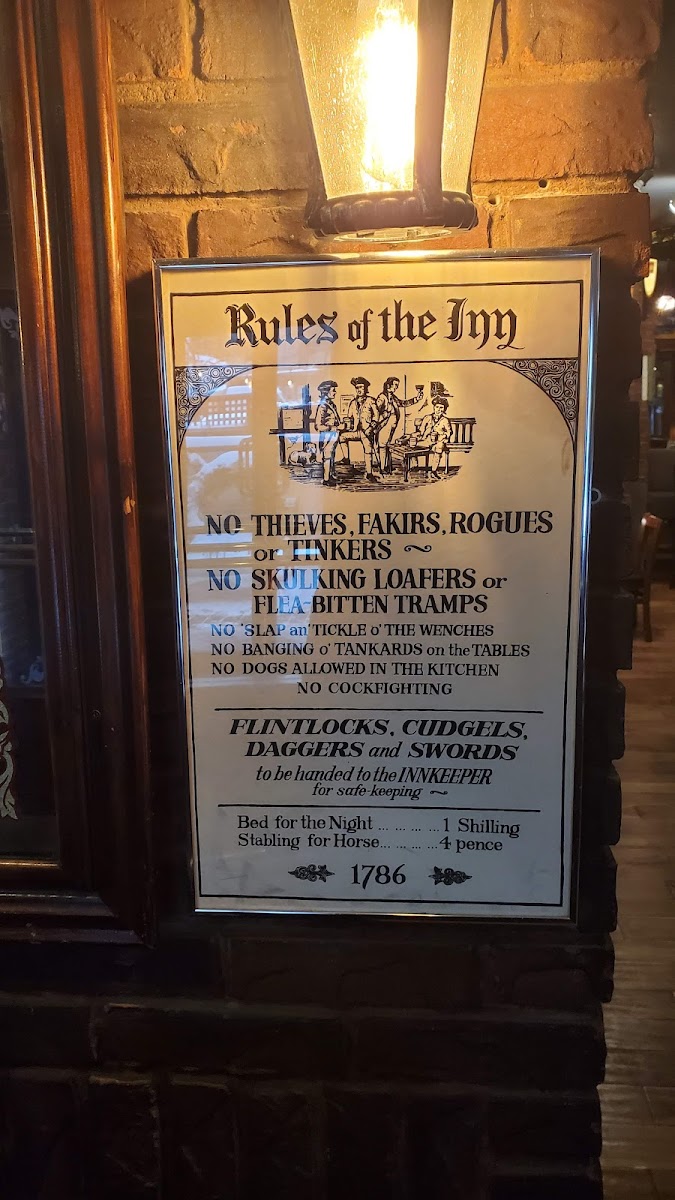 Rules of the Inn
NO THIEVES, FAKIRS, ROGUES
or TINKERS ~
NO SKULKING LOAFERS or
FLEA-BITTEN TRAMPS
NO 'SLAP an' TICKLE o' THE WENCHES
NO BANGING o' TANKARDS on the TABLES
NO DOGS ALLOWED IN THE KITCHEN
NO COCKFIGHTING
FLINTLOCKS, CUDGELS,
DAGGERS and SWORDS
to be handed to the INNKEEPER
for safe-keeping ~
Bed for the Night ... ... ... ...1 Shilling
Stabling for Horse... ... ... ...4 pence
1786